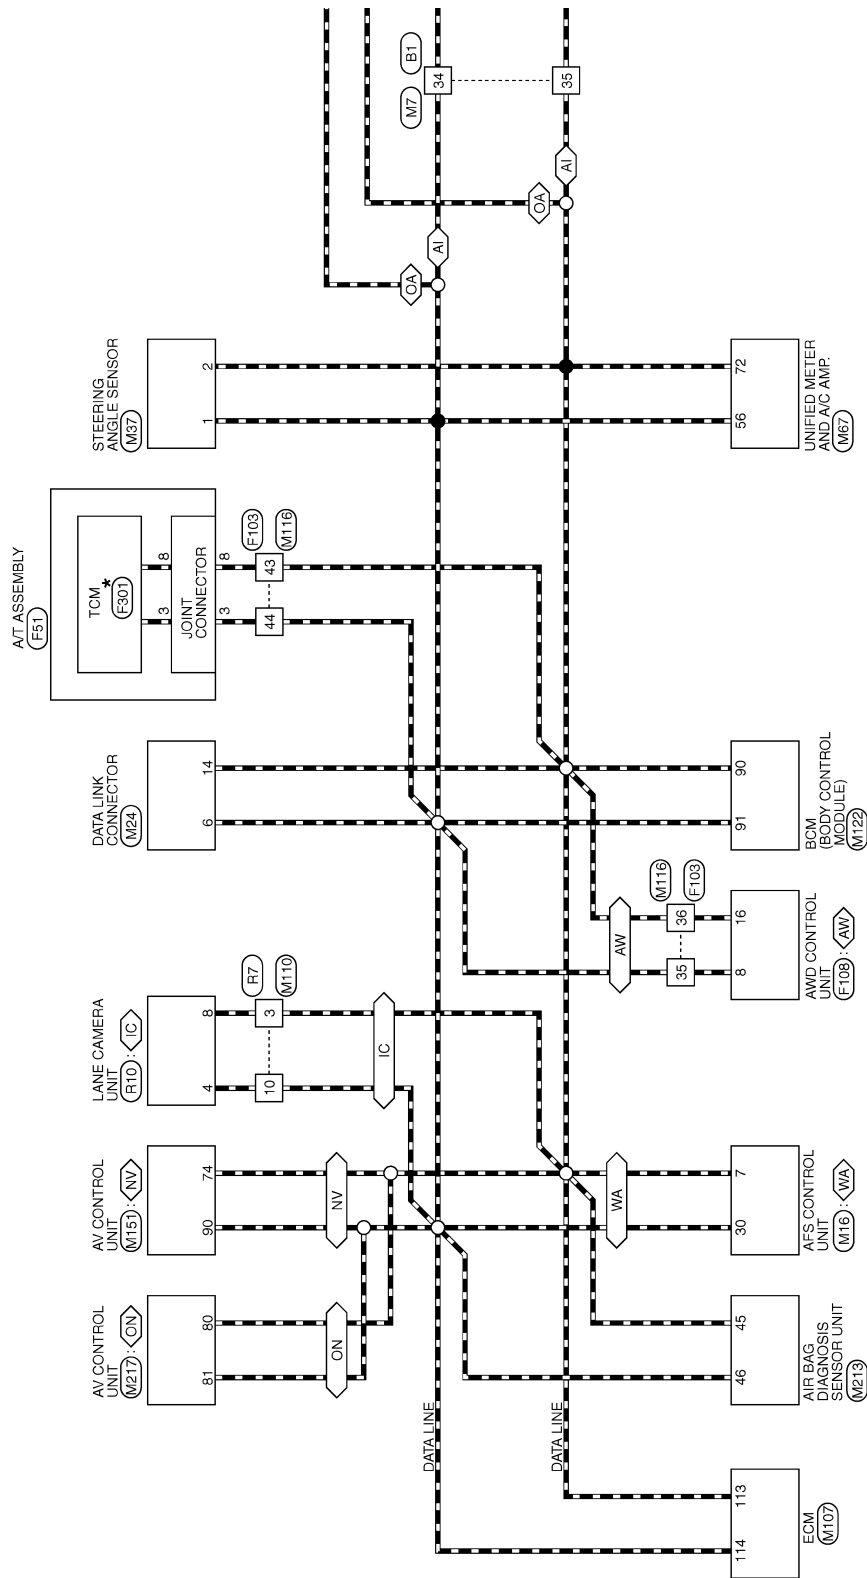 A/T ASSEMBLY
F51
TCM*
F301
3
8
JOINT
CONNECTOR
3
8
F103
M116
44
43
STEERING
ANGLE SENSOR
M37
1
2
DATA LINK
CONNECTOR
M24
6
14
LANE CAMERA
UNIT
R10 : IC
4
8
R7
M110
10
3
IC
AV CONTROL
UNIT
M151 : NV
90
74
NV
AV CONTROL
UNIT
M217 : ON
81
80
ON
DATA LINE
DATA LINE
M7
B1
34
35
AI
AI
OA
OA
ECM
M107
114
113
AIR BAG
DIAGNOSIS
SENSOR UNIT
M213
46
45
AFS CONTROL
UNIT
M16 : WA
30
7
WA
AWD CONTROL
UNIT
F108 : AW
8
16
M116
F103
35
36
AW
BCM
(BODY CONTROL
MODULE)
M122
91
90
UNIFIED METER
AND A/C AMP.
M67
56
72